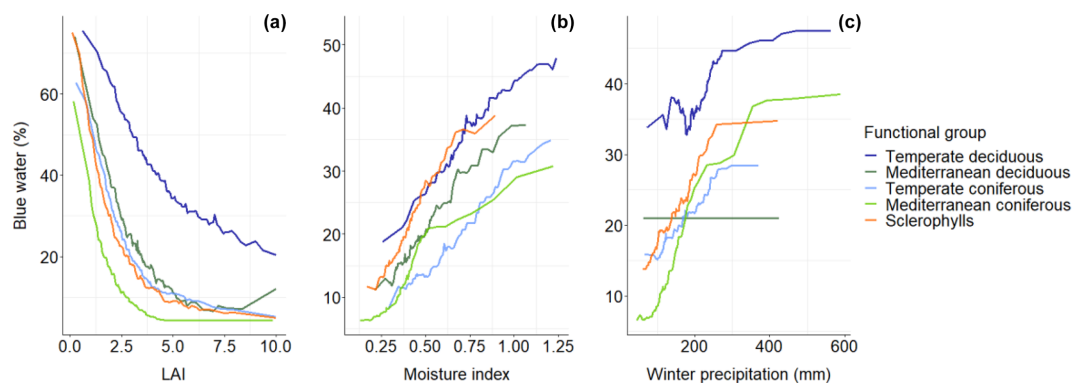 (a)
(b)
(c)
Blue water (%)
60
40
20
0.0 2.5 5.0 7.5 10.0
LAI
50
40
30
20
10
0.25 0.50 0.75 1.00 1.25
Moisture index
40
30
20
10
200 400 600
Winter precipitation (mm)
Functional group
Temperate deciduous
Mediterranean deciduous
Temperate coniferous
Mediterranean coniferous
Sclerophylls